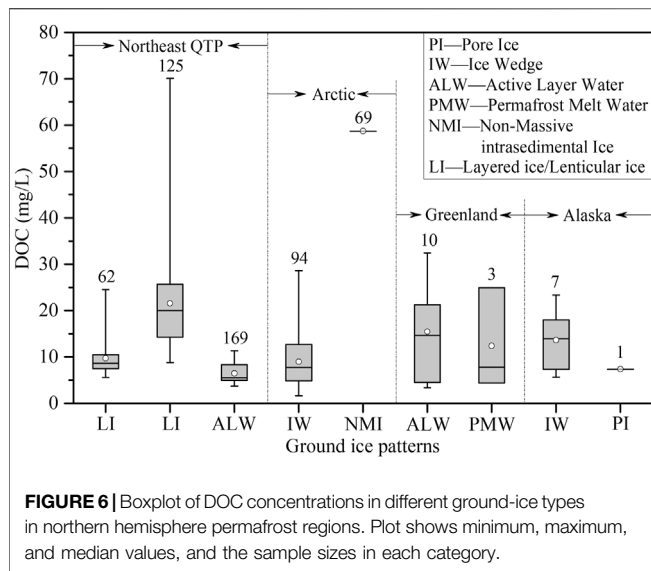 Northeast QTP
125
62
169
Arctic
69
94
PI—Pore Ice
IW—Ice Wedge
ALW—Active Layer Water
PMW—Permafrost Melt Water
NMI—Non-Massive
intrasedimental Ice
LI—Layered ice/Lenticular ice
Greenland
10
3
Alaska
7
1
DOC (mg/L)
80
70
60
50
40
30
20
10
0
LI LI ALW IW NMI ALW PMW IW PI
Ground ice patterns
FIGURE 6 | Boxplot of DOC concentrations in different ground-ice types
in northern hemisphere permafrost regions. Plot shows minimum, maximum,
and median values, and the sample sizes in each category.